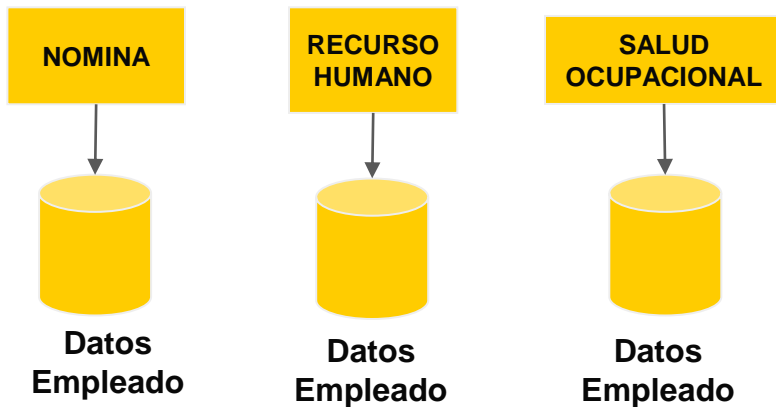 NOMINA
RECURSO
HUMANO
SALUD
OCUPACIONAL
Datos
Empleado
Datos
Empleado
Datos
Empleado